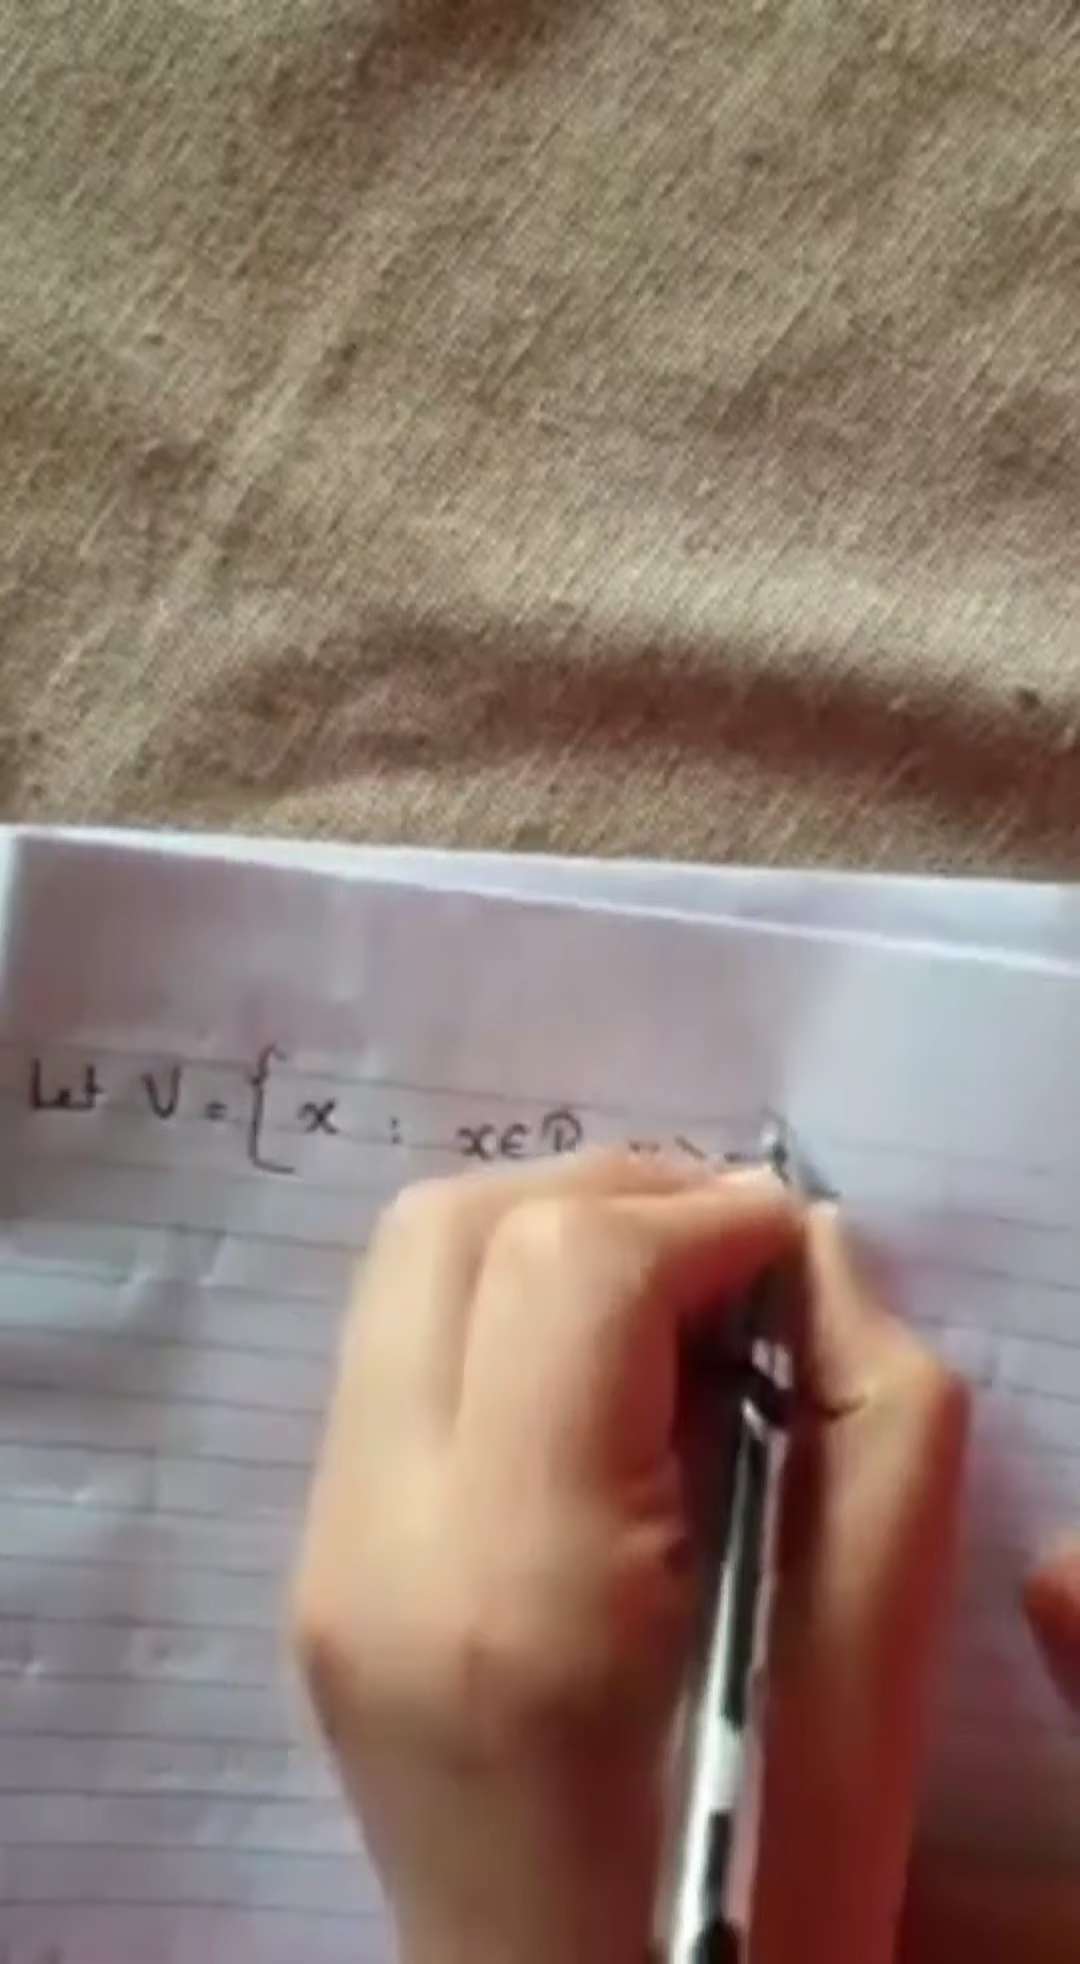 Let V = { x : x ∈ R